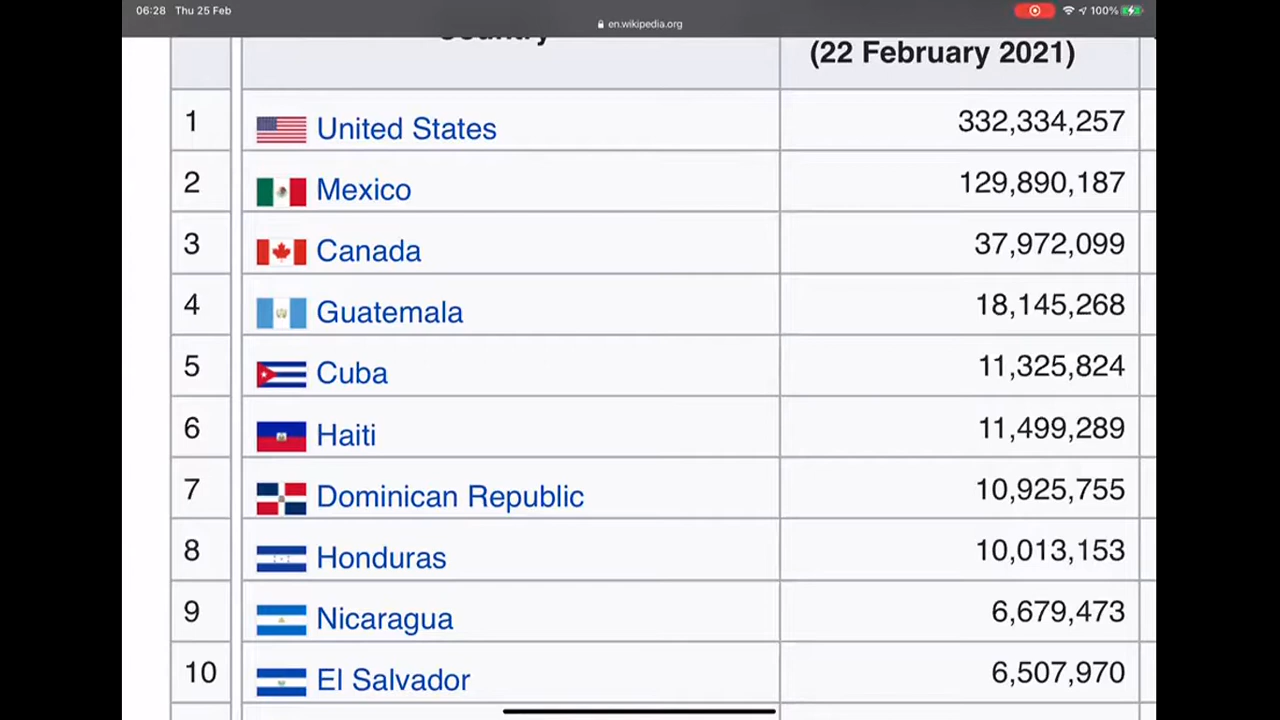 06:28 Thu 25 Feb 100%
en.wikipedia.org
Country
(22 February 2021)
1 United States 332,334,257
2 Mexico 129,890,187
3 Canada 37,972,099
4 Guatemala 18,145,268
5 Cuba 11,325,824
6 Haiti 11,499,289
7 Dominican Republic 10,925,755
8 Honduras 10,013,153
9 Nicaragua 6,679,473
10 El Salvador 6,507,970